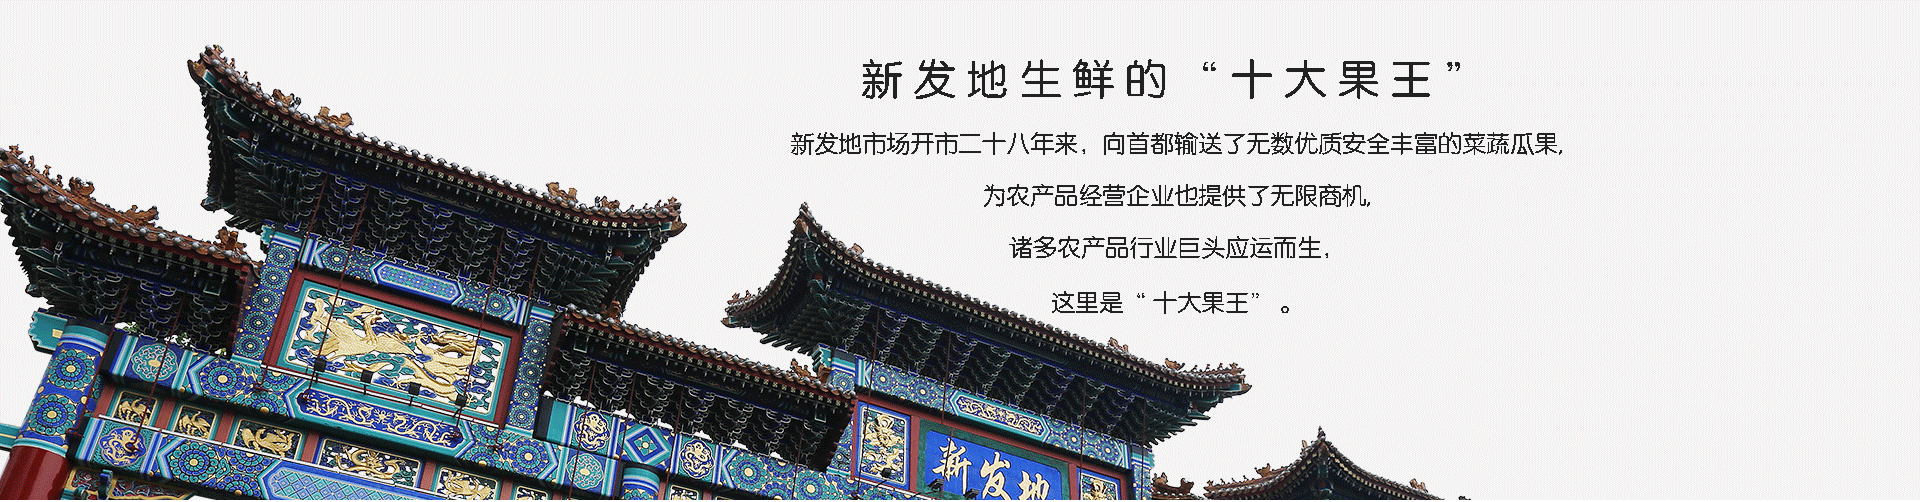 新发地生鲜的“十大果王”
新发地市场开市二十八年来，向首都输送了无数优质安全丰富的菜蔬瓜果,
为农产品经营企业也提供了无限商机,
诸多农产品行业巨头应运而生，
这里是“十大果王”。
新发地